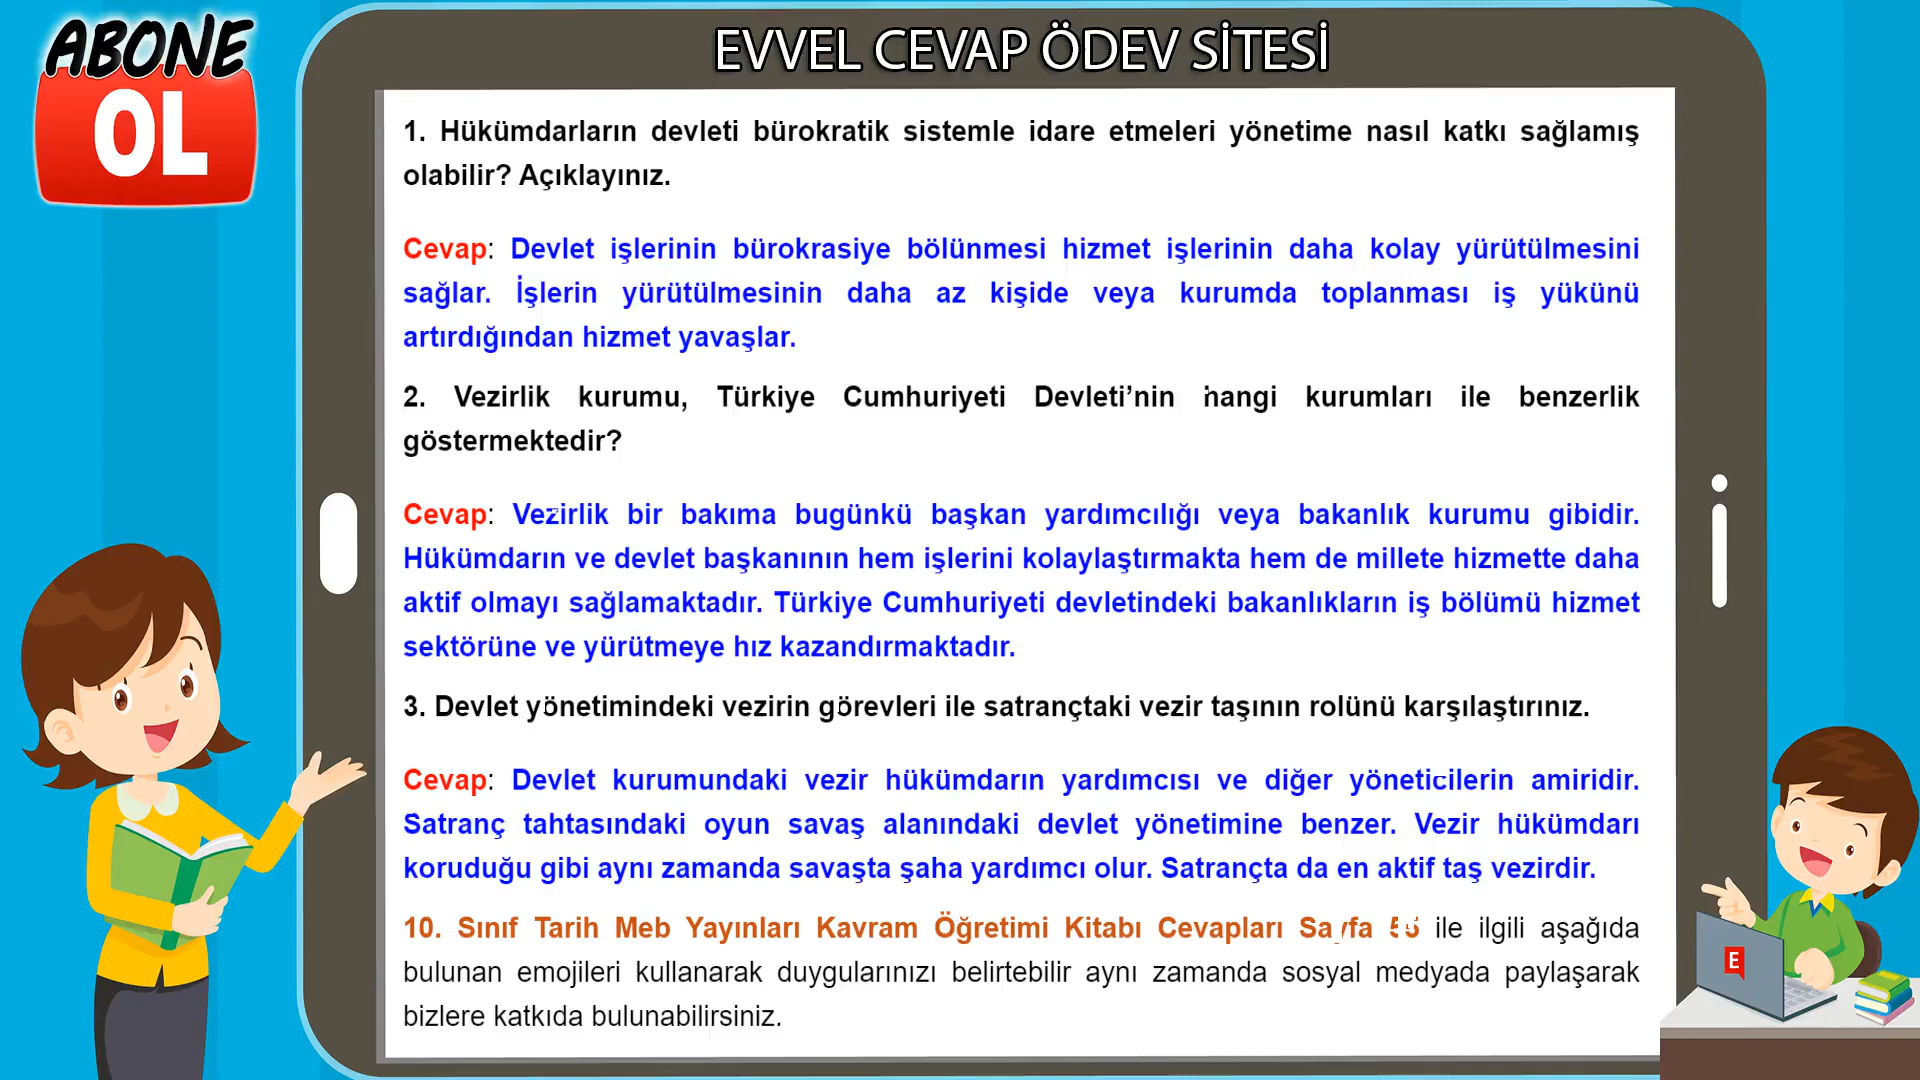 ABONE
OL
EVVEL CEVAP ÖDEV SİTESİ
1. Hükümdarların devleti bürokratik sistemle idare etmeleri yönetime nasıl katkı sağlamış
olabilir? Açıklayınız.
Cevap: Devlet işlerinin bürokrasiye bölünmesi hizmet işlerinin daha kolay yürütülmesini
sağlar. İşlerin yürütülmesinin daha az kişide veya kurumda toplanması iş yükünü
artırdığından hizmet yavaşlar.
2. Vezirlik kurumu, Türkiye Cumhuriyeti Devleti’nin hangi kurumları ile benzerlik
göstermektedir?
Cevap: Vezirlik bir bakıma bugünkü başkan yardımcılığı veya bakanlık kurumu gibidir.
Hükümdarın ve devlet başkanının hem işlerini kolaylaştırmakta hem de millete hizmette daha
aktif olmayı sağlamaktadır. Türkiye Cumhuriyeti devletindeki bakanlıkların iş bölümü hizmet
sektörüne ve yürütmeye hız kazandırmaktadır.
3. Devlet yönetimindeki vezirin görevleri ile satrançtaki vezir taşının rolünü karşılaştırınız.
Cevap: Devlet kurumundaki vezir hükümdarın yardımcısı ve diğer yöneticilerin amiridir.
Satranç tahtasındaki oyun savaş alanındaki devlet yönetimine benzer. Vezir hükümdarı
koruduğu gibi aynı zamanda savaşta şaha yardımcı olur. Satrançta da en aktif taş vezirdir.
10. Sınıf Tarih Meb Yayınları Kavram Öğretimi Kitabı Cevapları Sayfa ile ilgili aşağıda
bulunan emojileri kullanarak duygularınızı belirtebilir aynı zamanda sosyal medyada paylaşarak
bizlere katkıda bulunabilirsiniz.
E